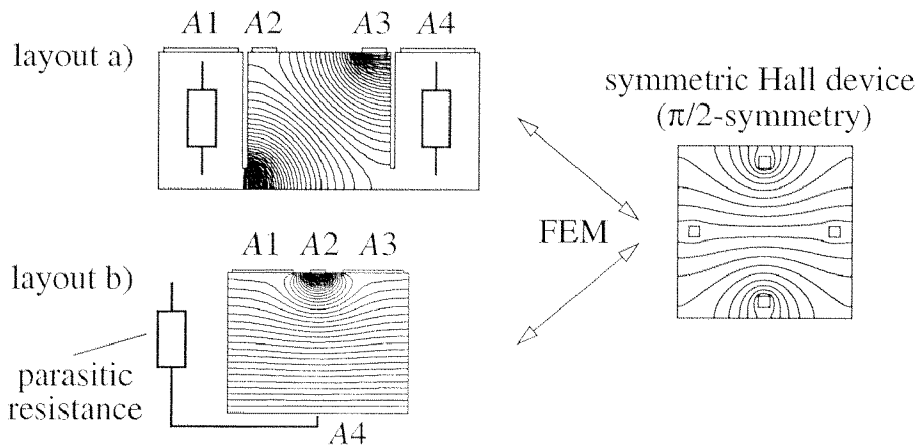 A1 A2 A3 A4
layout a)
symmetric Hall device
(π/2-symmetry)
FEM
A1 A2 A3
layout b)
parasitic
resistance
A4